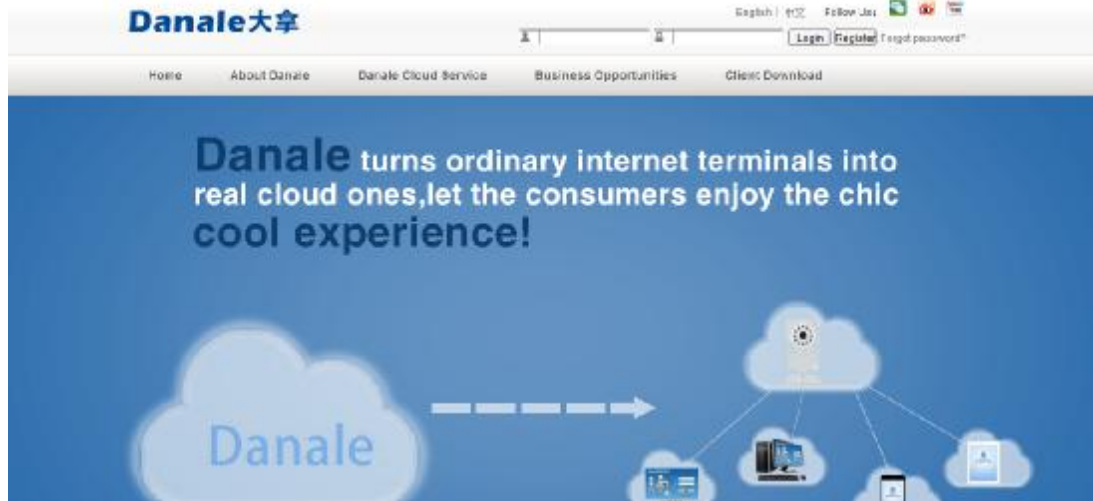 Danale大拿
English | 中文 Follow Us:
Login Register Forgot password?
Home About Danale Danale Cloud Service Business Opportunities Client Download
Danale turns ordinary internet terminals into
real cloud ones,let the consumers enjoy the chic
cool experience!
Danale